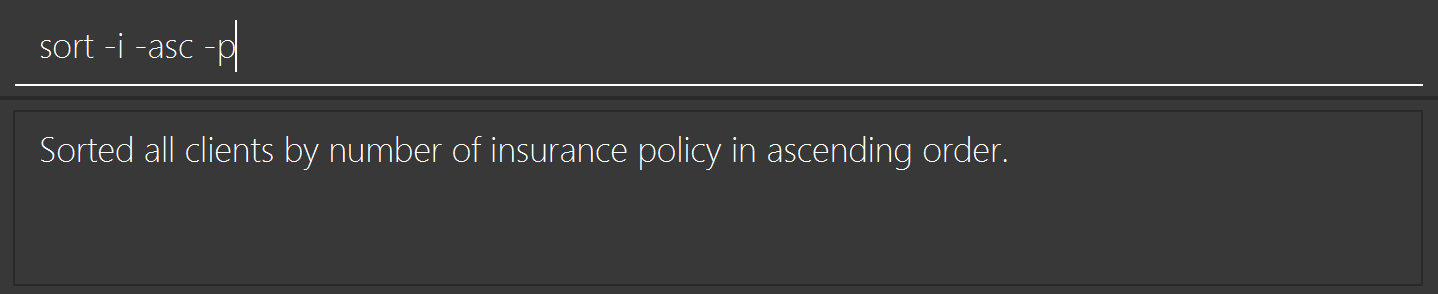 sort -i -asc -p
Sorted all clients by number of insurance policy in ascending order.